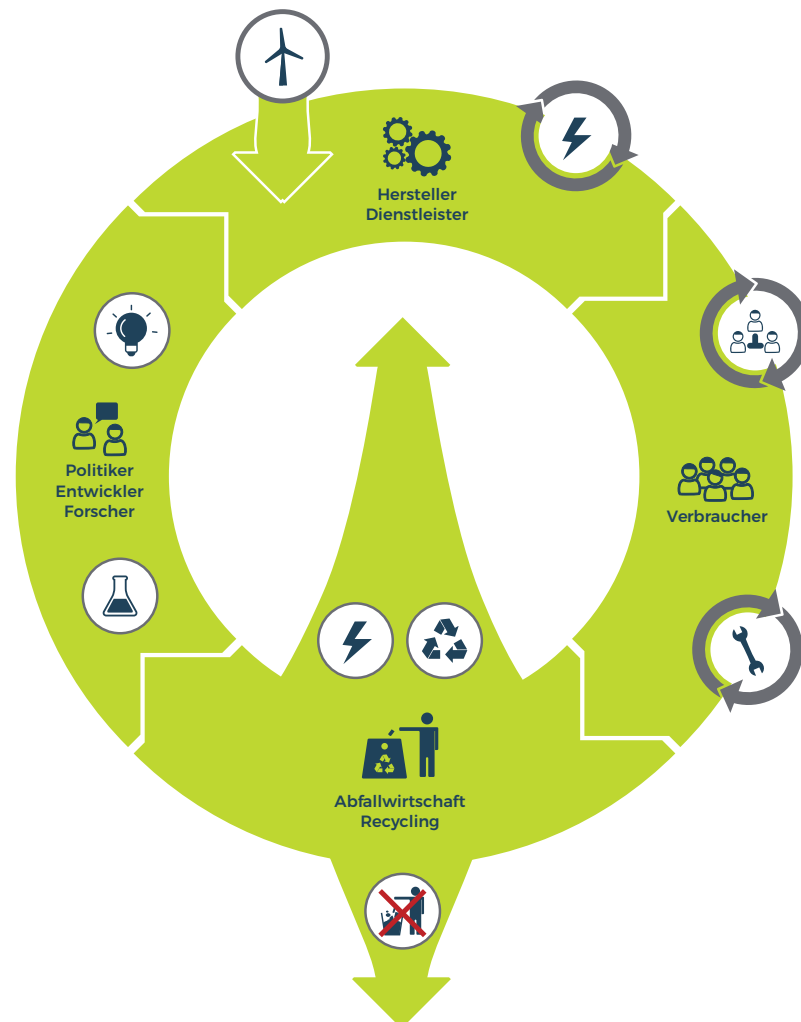 Hersteller
Dienstleister
Politiker
Entwickler
Forscher
Verbraucher
Abfallwirtschaft
Recycling